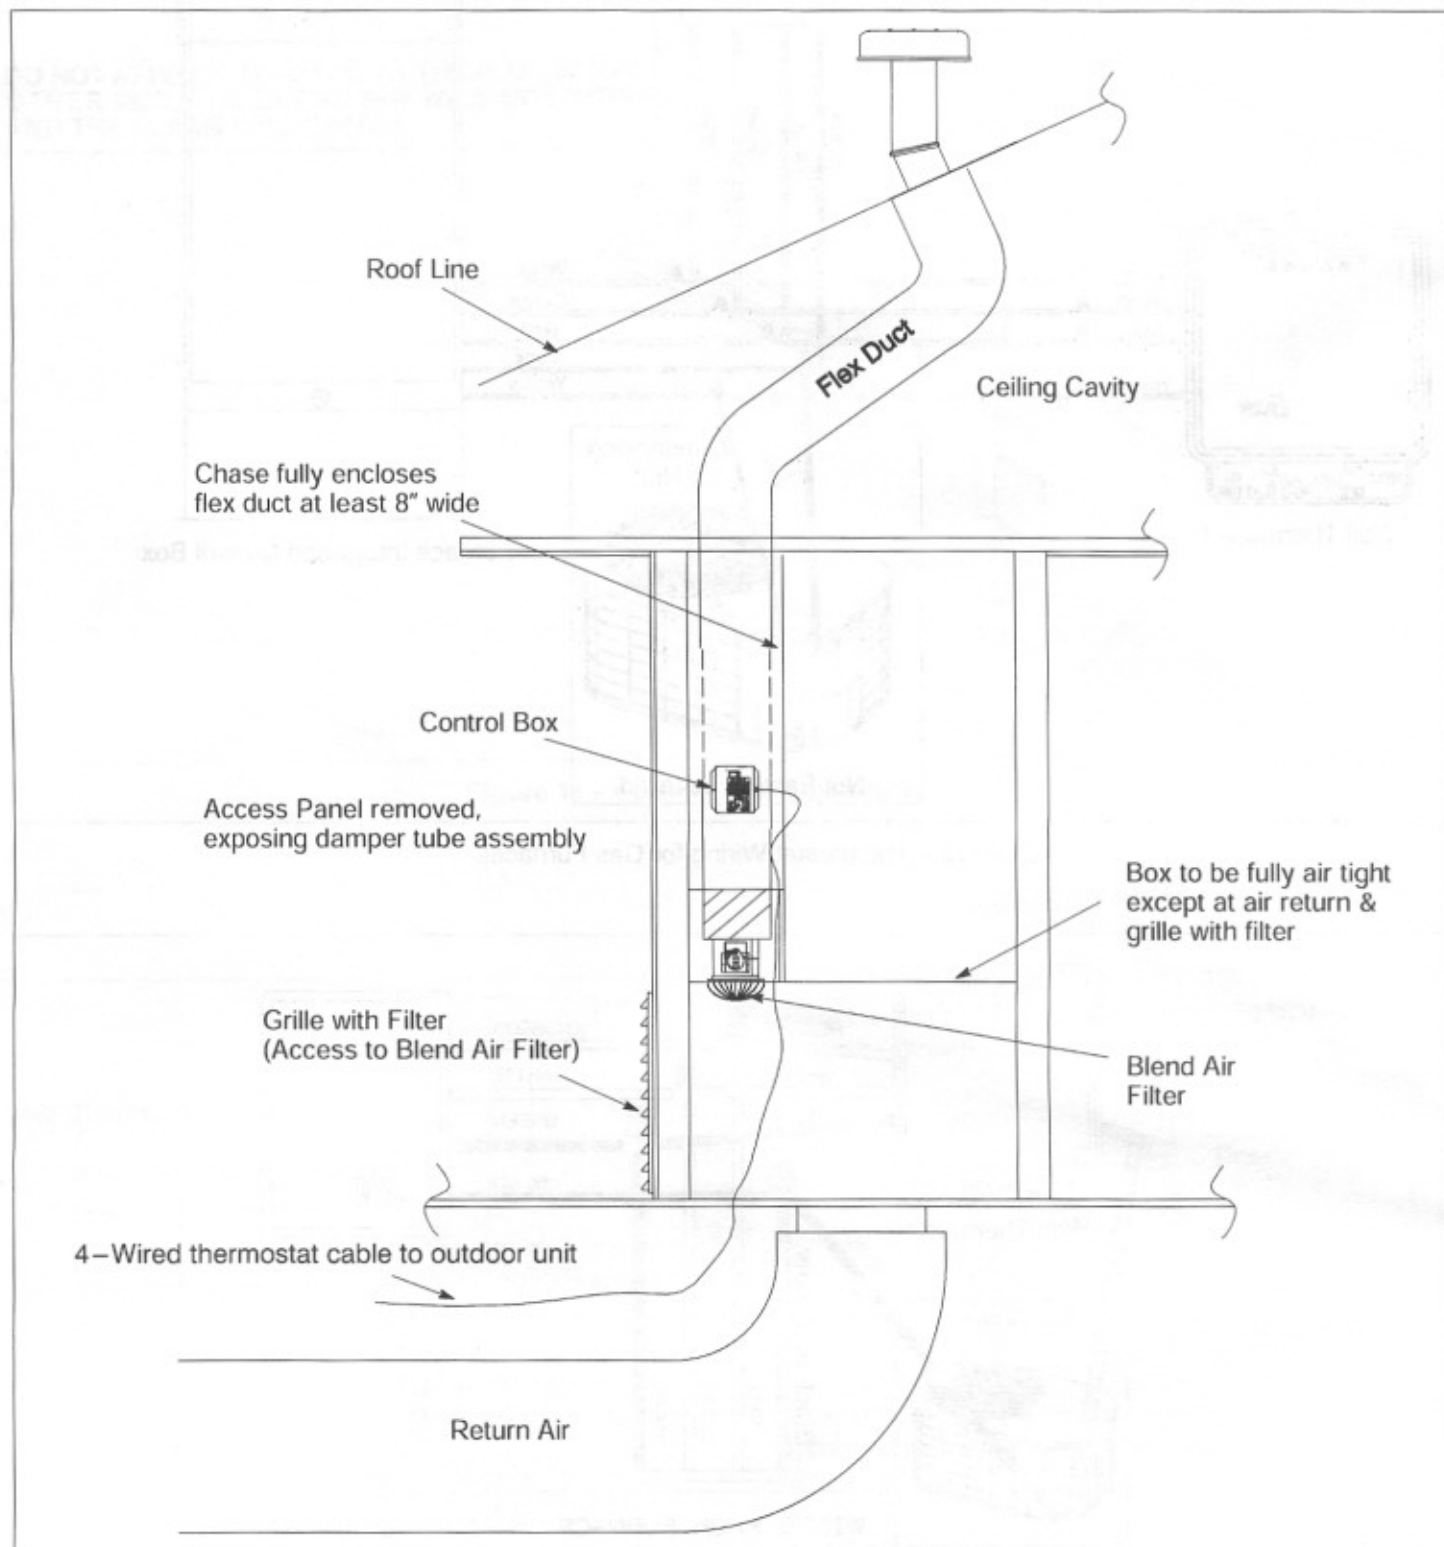 Roof Line
Flex Duct
Ceiling Cavity
Chase fully encloses
flex duct at least 8″ wide
Control Box
Access Panel removed,
exposing damper tube assembly
Box to be fully air tight
except at air return &
grille with filter
Grille with Filter
(Access to Blend Air Filter)
Blend Air
Filter
4–Wired thermostat cable to outdoor unit
Return Air